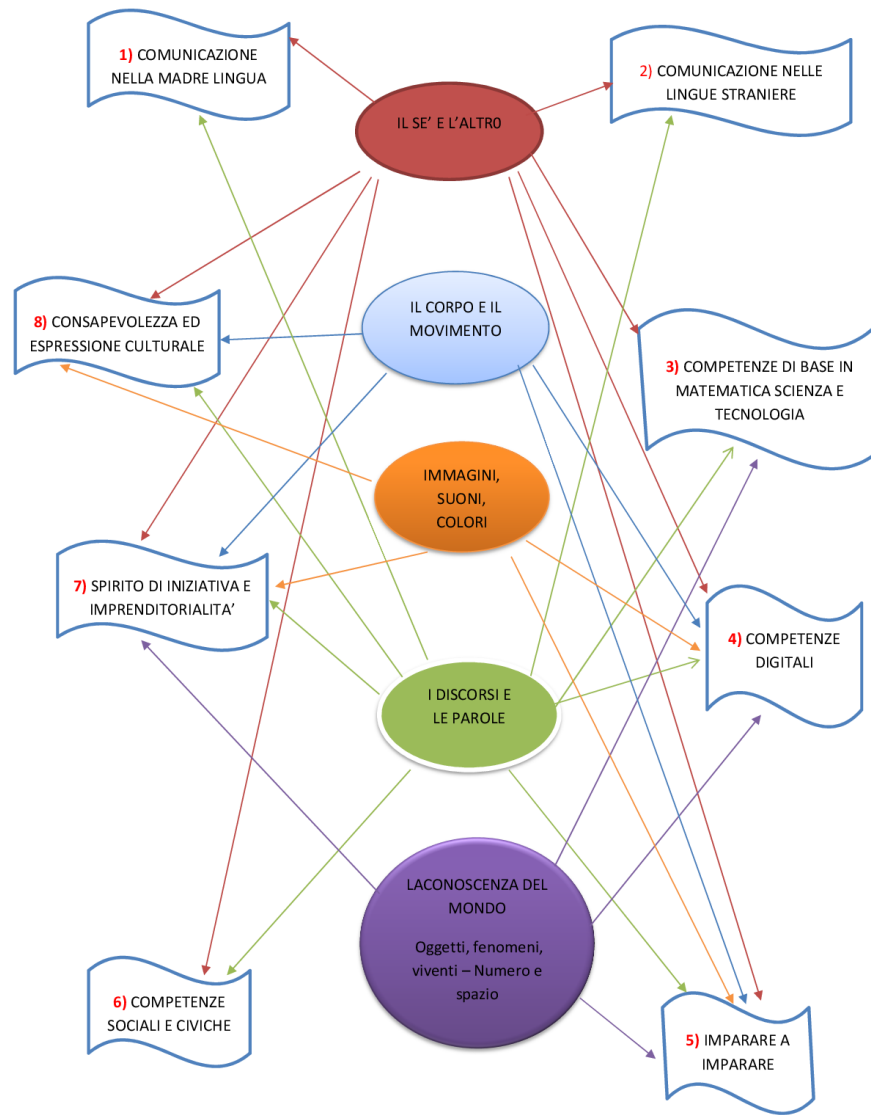 1) COMUNICAZIONE
NELLA MADRE LINGUA
2) COMUNICAZIONE NELLE
LINGUE STRANIERE
IL SE’ E L’ALTR0
8) CONSAPEVOLEZZA ED
ESPRESSIONE CULTURALE
IL CORPO E IL
MOVIMENTO
3) COMPETENZE DI BASE IN
MATEMATICA SCIENZA E
TECNOLOGIA
IMMAGINI,
SUONI,
COLORI
7) SPIRITO DI INIZIATIVA E
IMPRENDITORIALITA’
4) COMPETENZE
DIGITALI
I DISCORSI E
LE PAROLE
LACONOSCENZA DEL
MONDO
Oggetti, fenomeni,
viventi – Numero e
spazio
6) COMPETENZE
SOCIALI E CIVICHE
5) IMPARARE A
IMPARARE